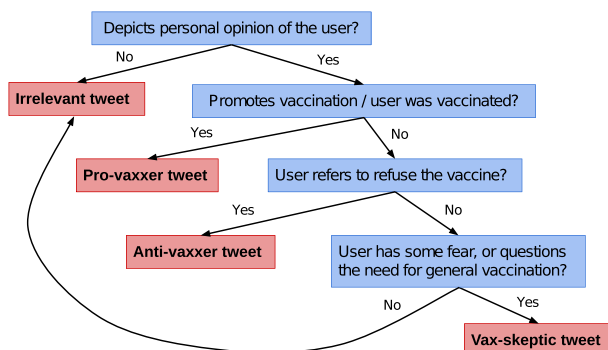 Depicts personal opinion of the user?
No
Yes
Irrelevant tweet
Promotes vaccination / user was vaccinated?
Yes
No
Pro-vaxxer tweet
User refers to refuse the vaccine?
Yes
No
Anti-vaxxer tweet
User has some fear, or questions
the need for general vaccination?
No
Yes
Vax-skeptic tweet